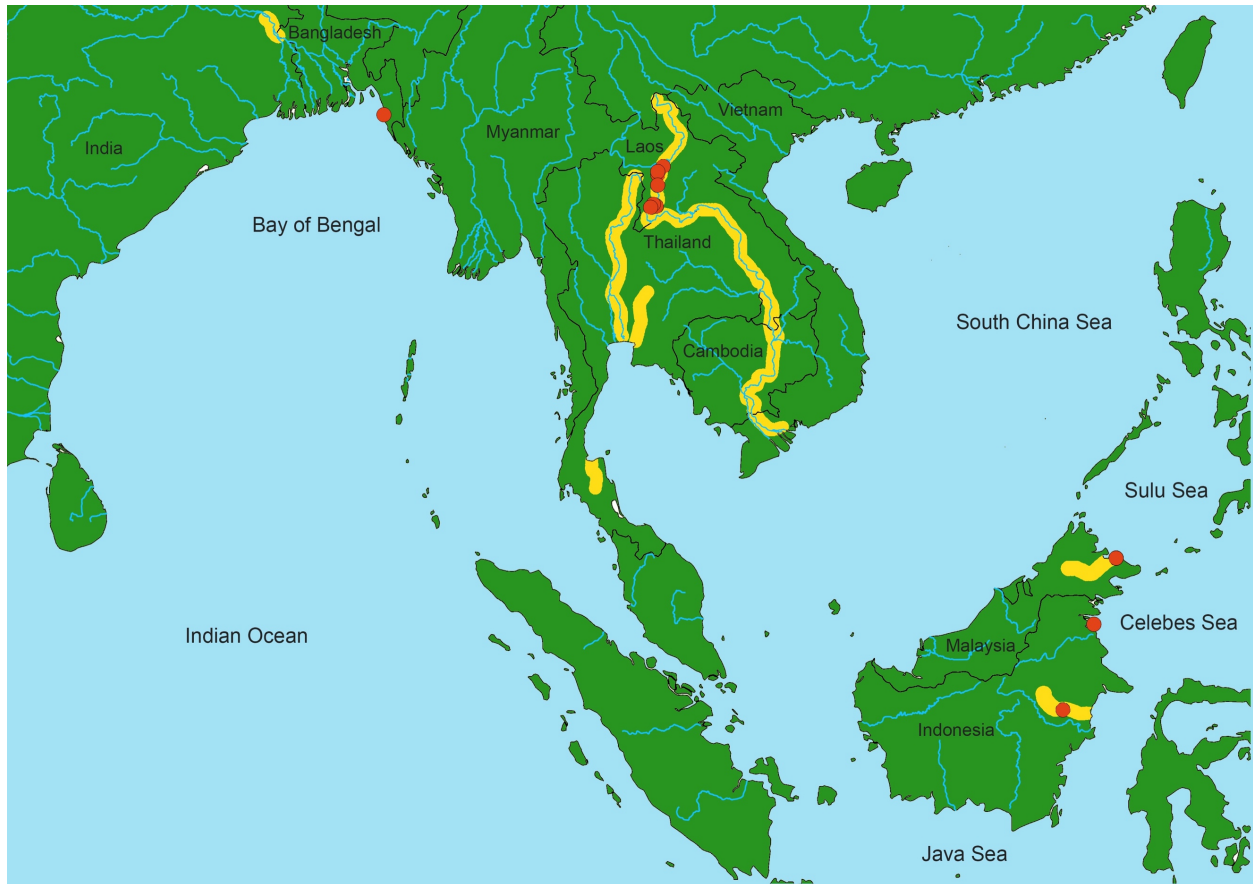 Bangladesh
Vietnam
Myanmar
India
Laos
Bay of Bengal
Thailand
South China Sea
Cambodia
Sulu Sea
Indian Ocean
Celebes Sea
Malaysia
Indonesia
Java Sea